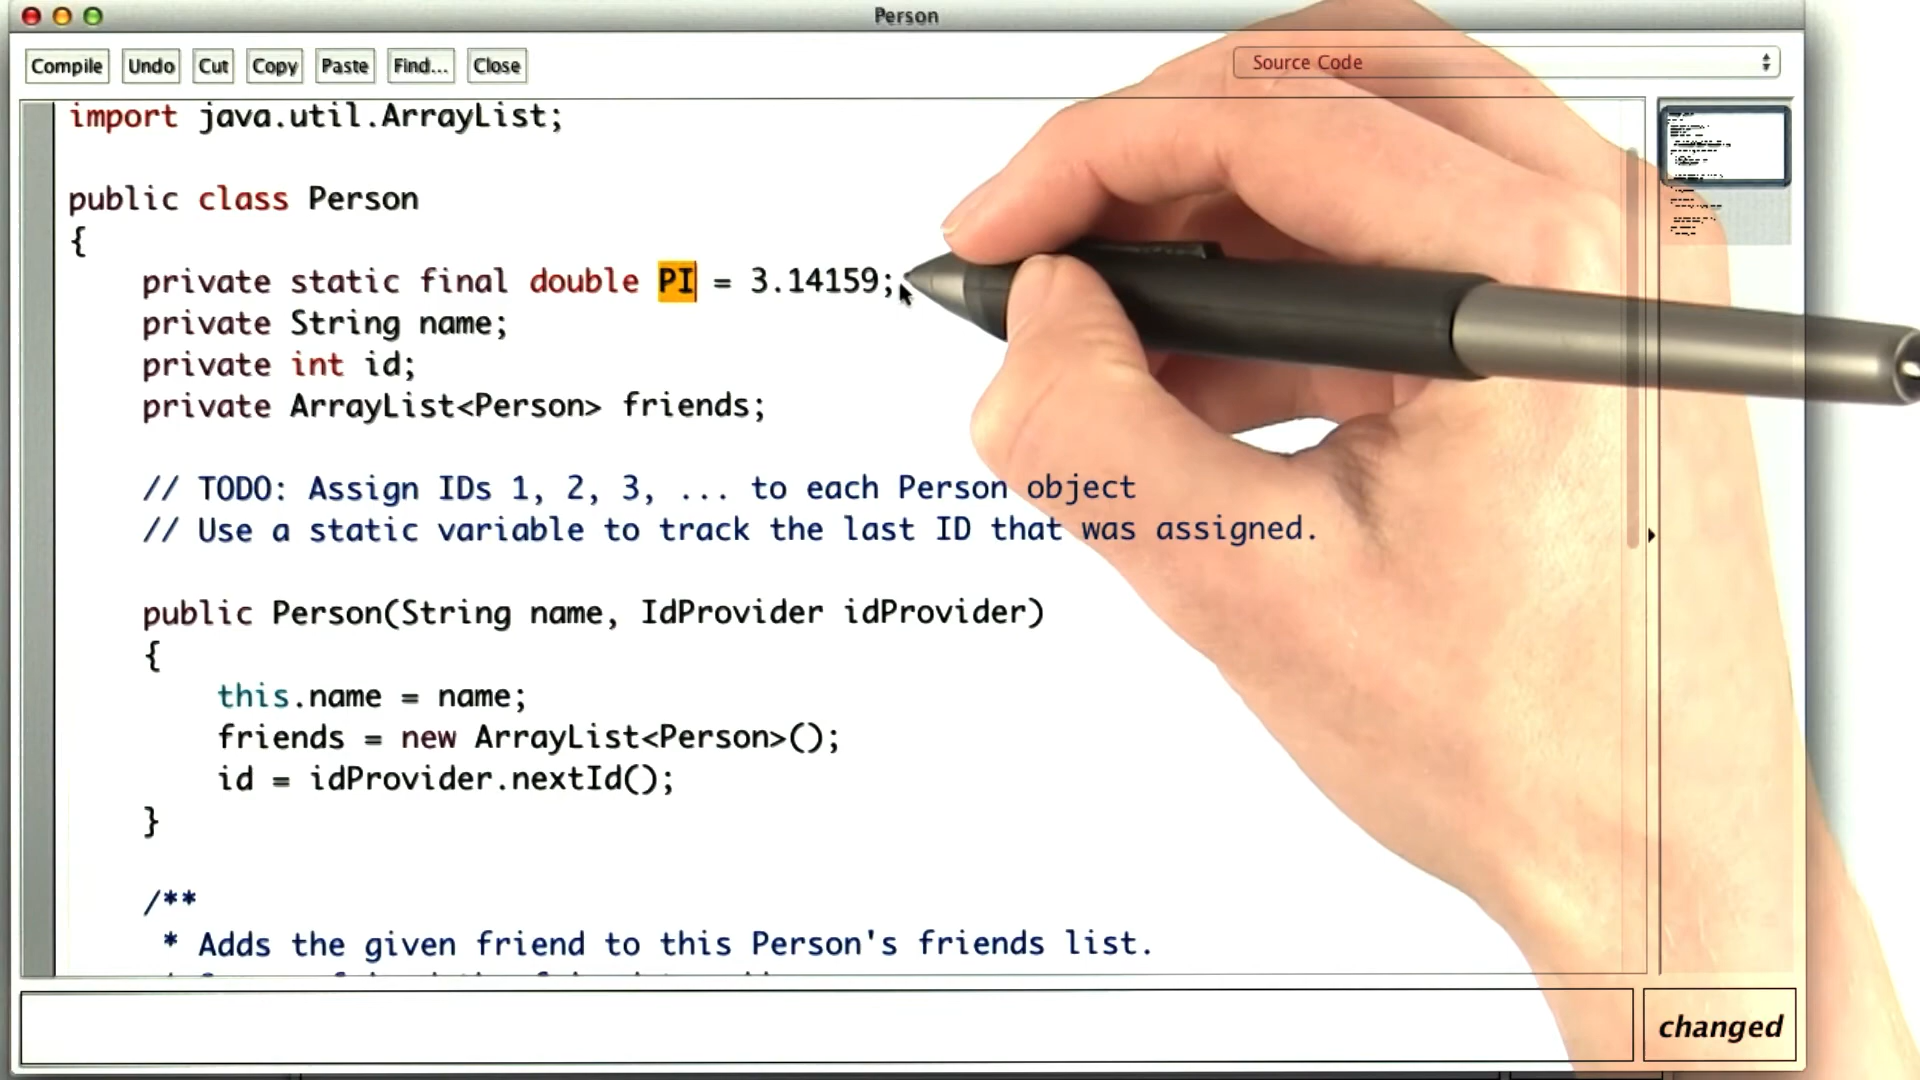 Person
Compile Undo Cut Copy Paste Find... Close Source Code
import java.util.ArrayList;
public class Person
{
private static final double PI = 3.14159;
private String name;
private int id;
private ArrayList<Person> friends;
// TODO: Assign IDs 1, 2, 3, ... to each Person object
// Use a static variable to track the last ID that was assigned.
public Person(String name, IdProvider idProvider)
{
this.name = name;
friends = new ArrayList<Person>();
id = idProvider.nextId();
}
/**
* Adds the given friend to this Person's friends list.
changed